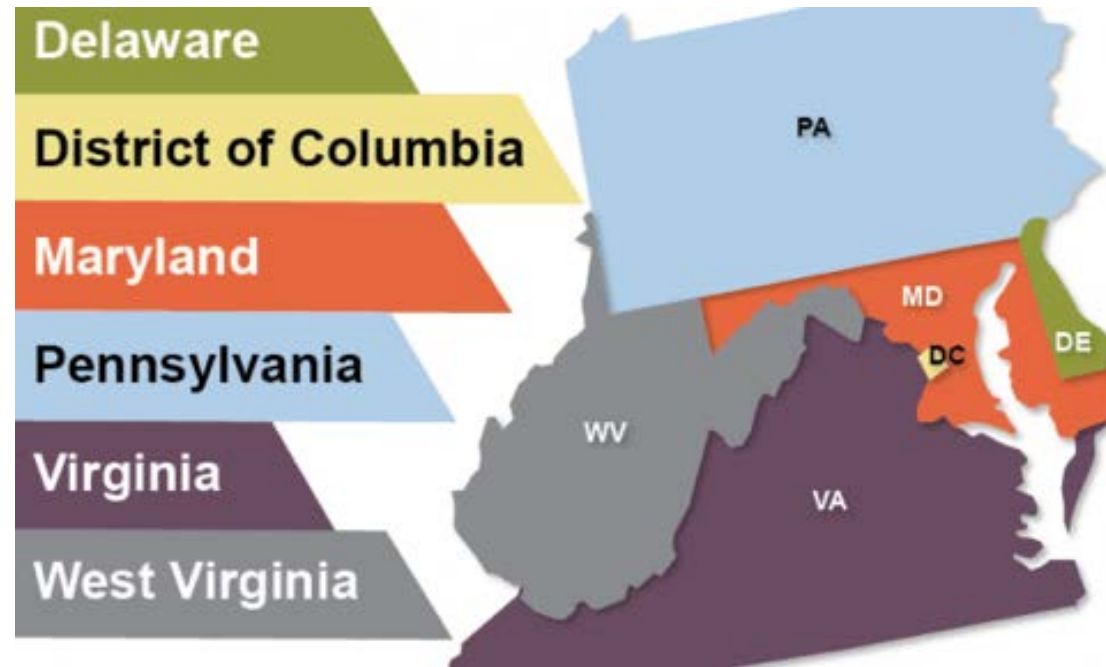 Delaware
District of Columbia
Maryland
Pennsylvania
Virginia
West Virginia
PA
MD
DC
DE
WV
VA